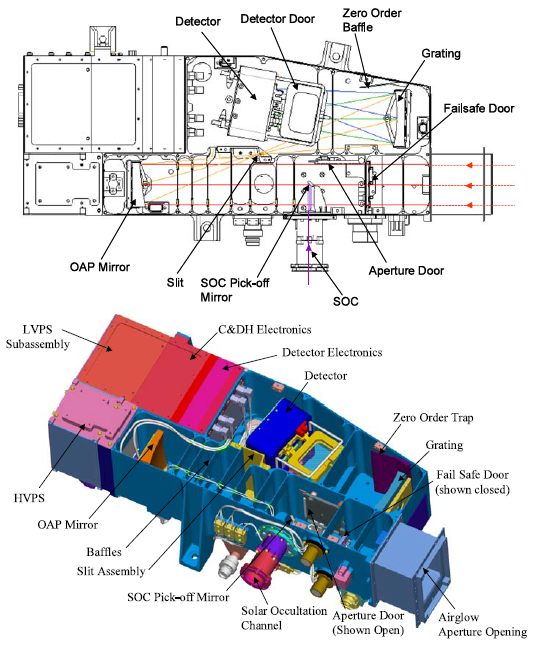 Detector
Detector Door
Zero Order
Baffle
Grating
Failsafe Door
OAP Mirror
Slit
SOC Pick-off
Mirror
SOC
Aperture Door
LVPS
Subassembly
C&DH Electronics
Detector Electronics
Detector
Zero Order Trap
Grating
Fail Safe Door
(shown closed)
HVPS
OAP Mirror
Baffles
Slit Assembly
SOC Pick-off Mirror
Solar Occultation
Channel
Aperture Door
(Shown Open)
Airglow
Aperture Opening